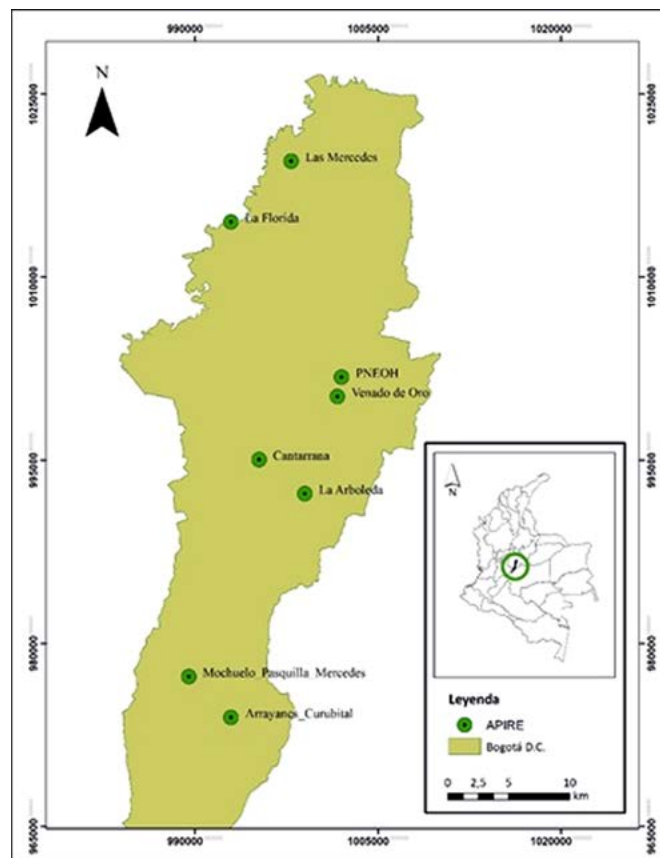 990000 1005000 1020000
N
1025000 1025000
Las Mercedes
La Florida
1010000 1010000
PNEOH
Venado de Oro
995000 995000
Cantarrana
La Arboleda
N
980000 980000
Mochuelo_Pasquilla_Mercedes
Arrayanes_Curubital
Leyenda
APIRE
Bogotá D.C.
0 2,5 5 10
km
965000 965000
990000 1005000 1020000